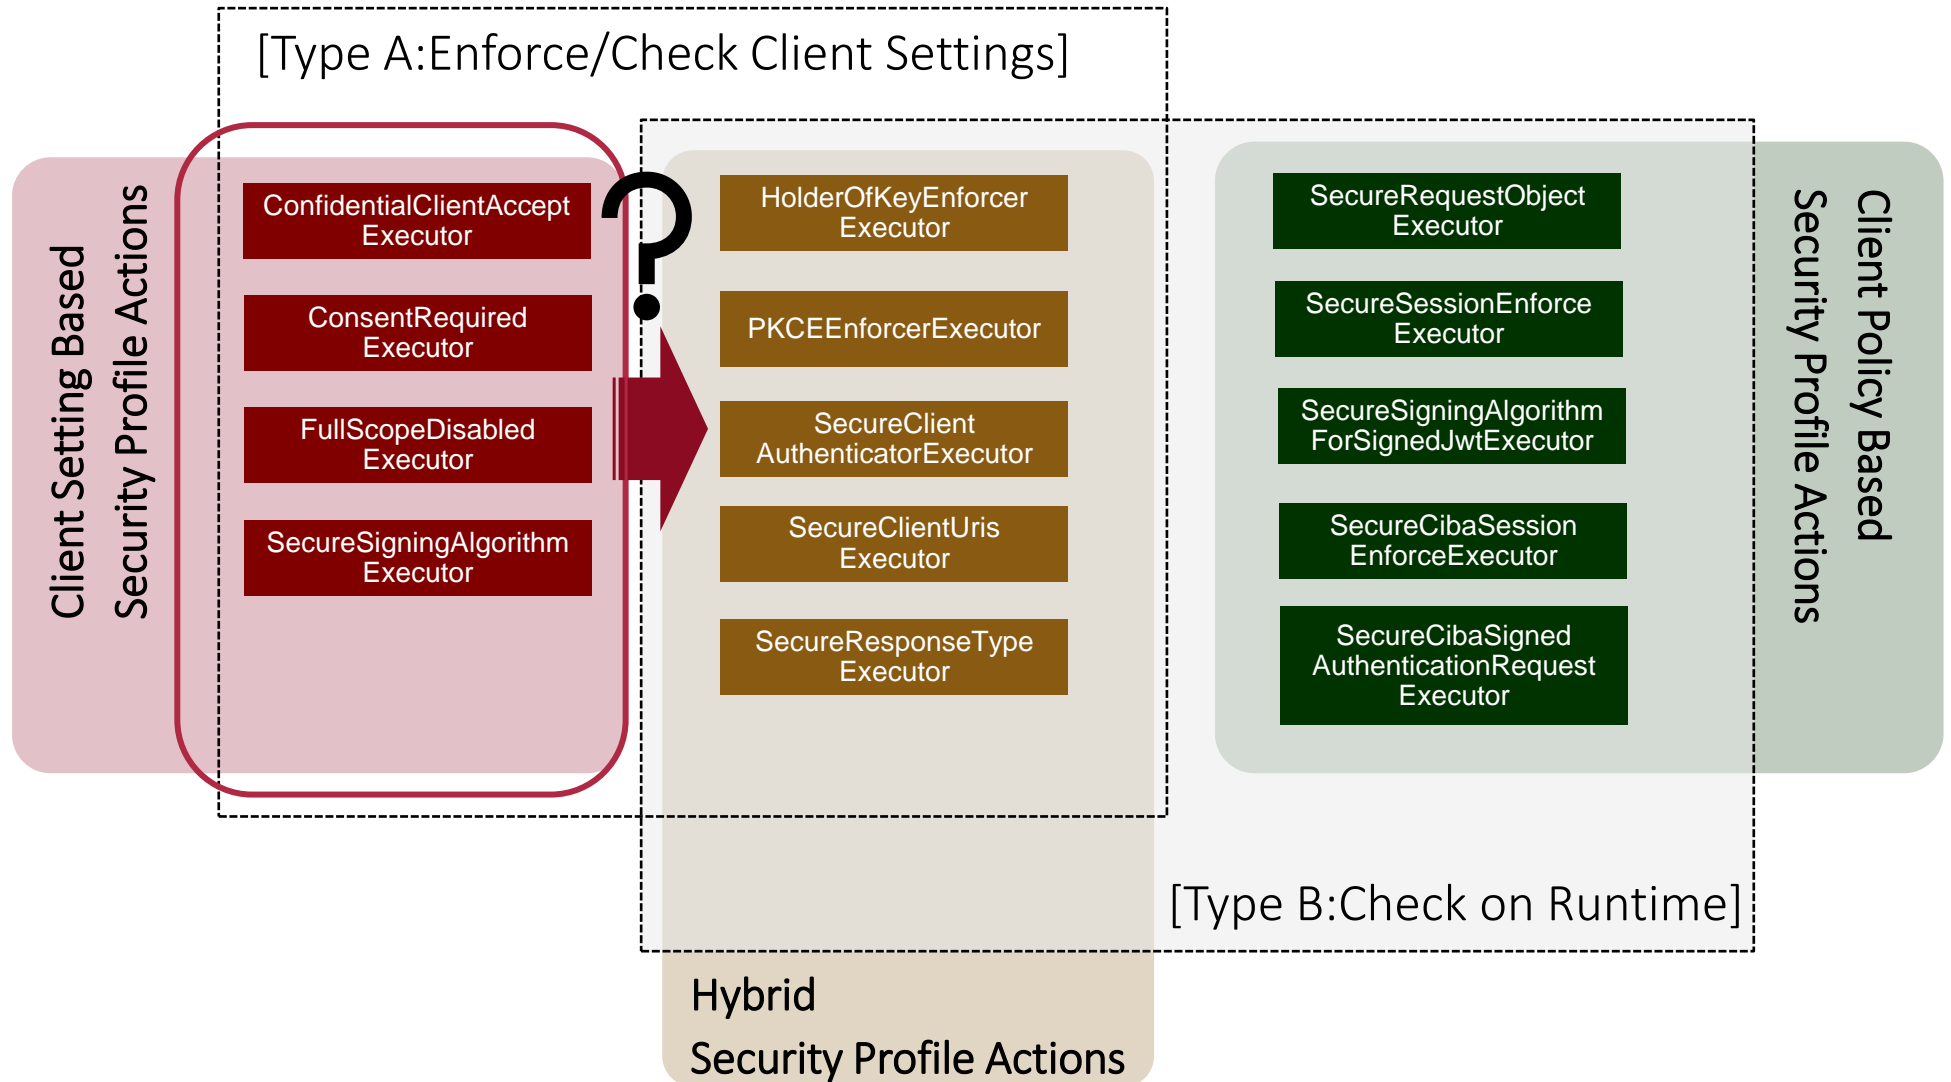 [Type A:Enforce/Check Client Settings]
Client Setting Based
Security Profile Actions
ConfidentialClientAccept
Executor
ConsentRequired
Executor
FullScopeDisabled
Executor
SecureSigningAlgorithm
Executor
?
HolderOfKeyEnforcer
Executor
PKCEEnforcerExecutor
SecureClient
AuthenticatorExecutor
SecureClientUris
Executor
SecureResponseType
Executor
SecureRequestObject
Executor
SecureSessionEnforce
Executor
SecureSigningAlgorithm
ForSignedJwtExecutor
SecureCibaSession
EnforceExecutor
SecureCibaSigned
AuthenticationRequest
Executor
Client Policy Based
Security Profile Actions
[Type B:Check on Runtime]
Hybrid
Security Profile Actions